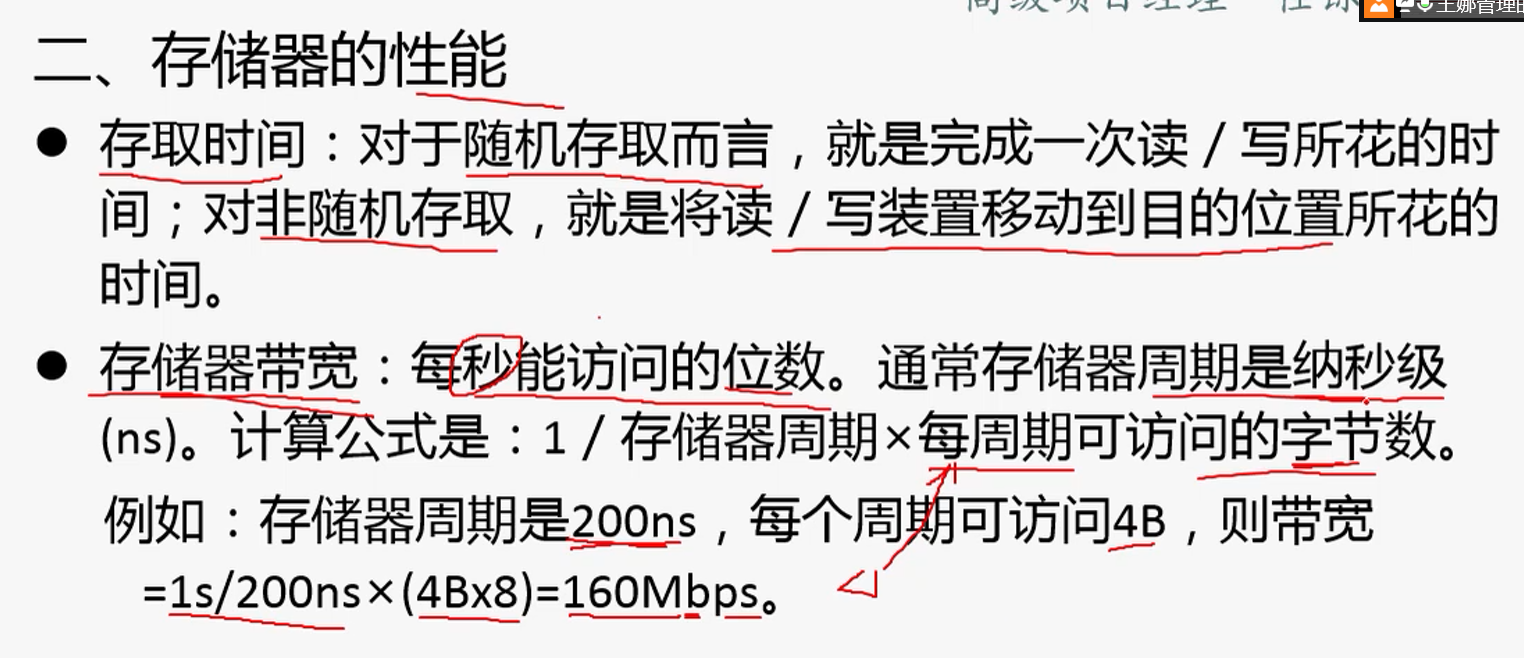 二、存储器的性能
● 存取时间：对于随机存取而言，就是完成一次读 / 写所花的时
间；对非随机存取，就是将读 / 写装置移动到目的位置所花的
时间。
● 存储器带宽：每秒能访问的位数。通常存储器周期是纳秒级
(ns)。计算公式是：1 / 存储器周期×每周期可访问的字节数。
例如：存储器周期是200ns，每个周期可访问4B，则带宽
=1s/200ns×(4Bx8)=160Mbps。